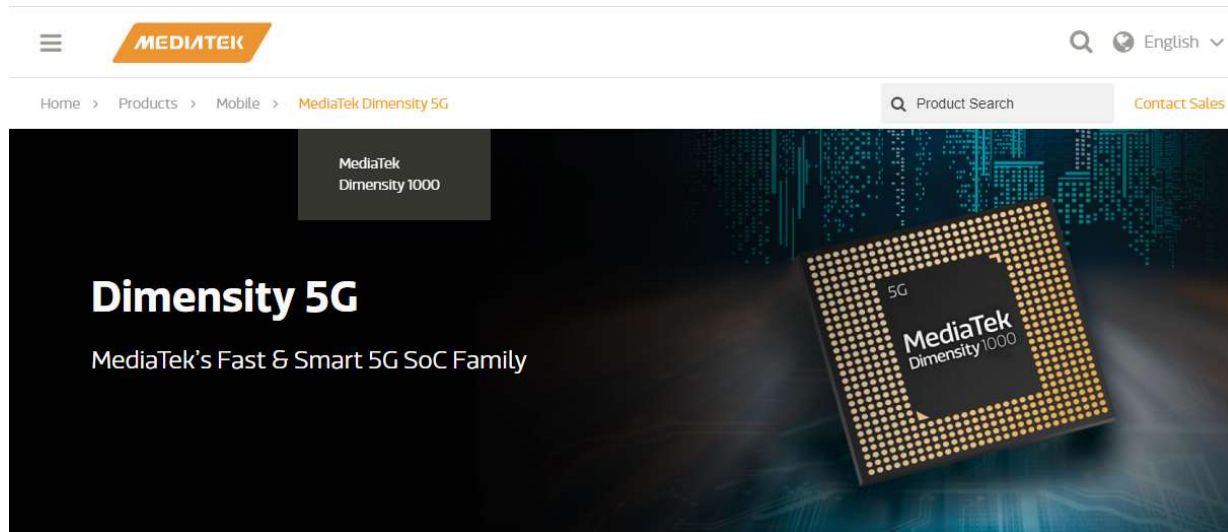 MEDIATEK
English
Home > Products > Mobile > MediaTek Dimensity 5G
Product Search
Contact Sales
MediaTek
Dimensity 1000
Dimensity 5G
MediaTek's Fast & Smart 5G SoC Family
5G
MediaTek
Dimensity 1000